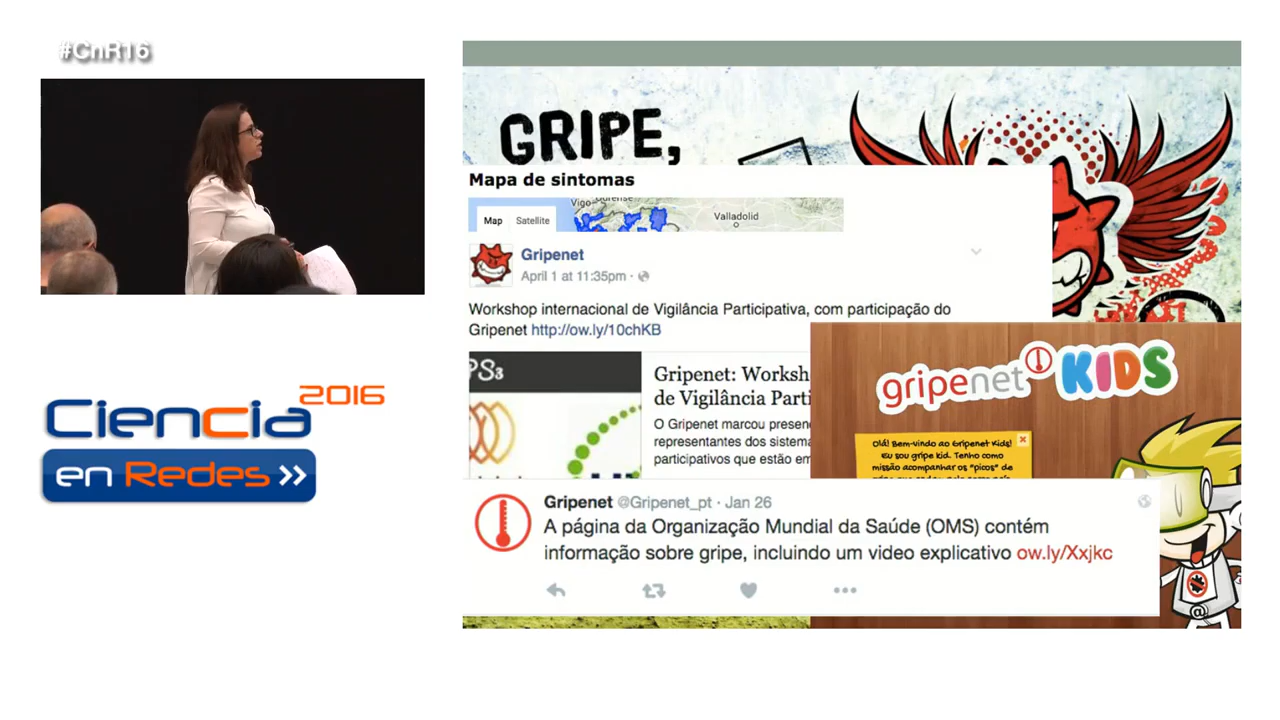 #CnR16
Ciencia
2016
en Redes >>
GRIPE,
Mapa de sintomas
Map
Satellite
Vigo
Valladolid
Gripenet
April 1 at 11:35pm ·
Workshop internacional de Vigilância Participativa, com participação do
Gripenet http://ow.ly/10chKB
PS3
Gripenet: Worksh
de Vigilância Parti
O Gripenet marcou presen
representantes dos sistema
participativos que estão em
gripenet KIDS
Olá! Bem-vindo ao Gripenet Kids!
Eu sou gripe kid. Tenho como
missão acompanhar os "picos" de
@
Gripenet @Gripenet_pt · Jan 26
A página da Organização Mundial da Saúde (OMS) contém
informação sobre gripe, incluindo um video explicativo ow.ly/Xxjkc